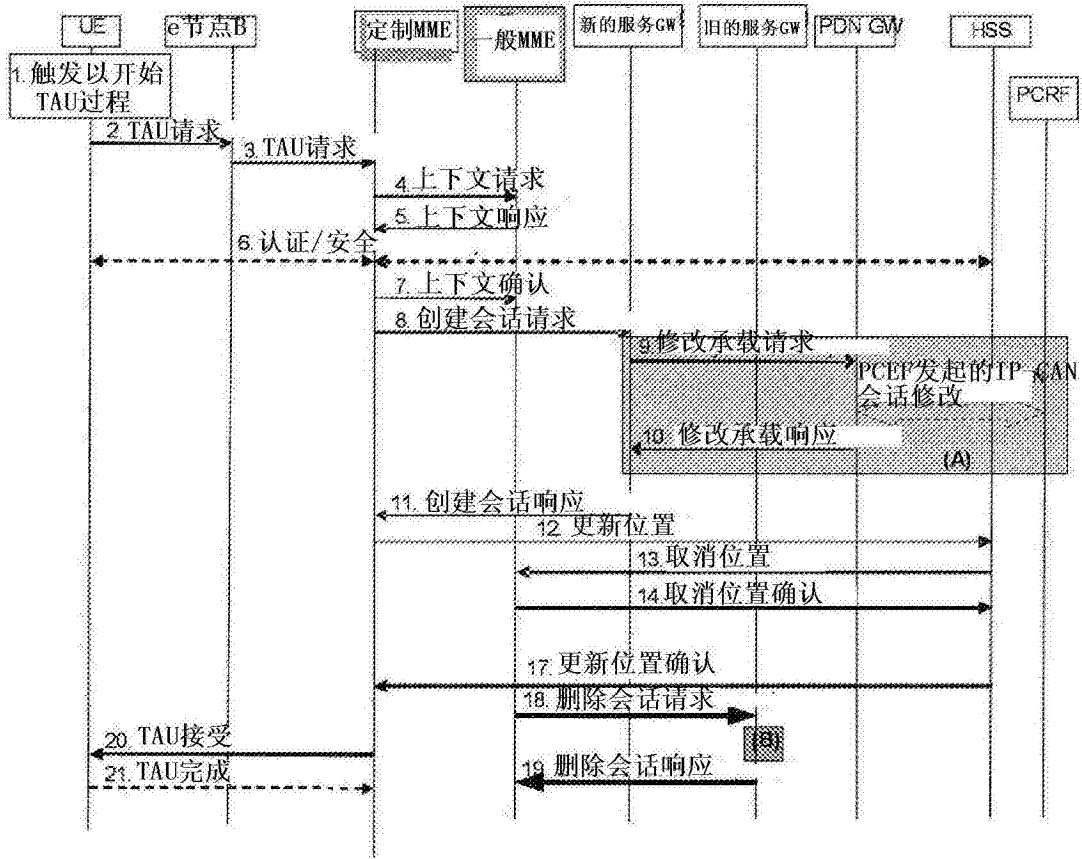 UE
e节点B
定制MME
一般MME
新的服务GW
旧的服务GW
PDN GW
HSS
PCRF
1.触发以开始
TAU过程
2.TAU请求
3.TAU请求
4.上下文请求
5.上下文响应
6.认证/安全
7.上下文确认
8.创建会话请求
9修改承载请求
PCEF发起的IP CAN
会话修改
10.修改承载响应
(A)
11.创建会话响应
12.更新位置
13.取消位置
14.取消位置确认
17.更新位置确认
18.删除会话请求
(B)
20.TAU接受
19.删除会话响应
21.TAU完成